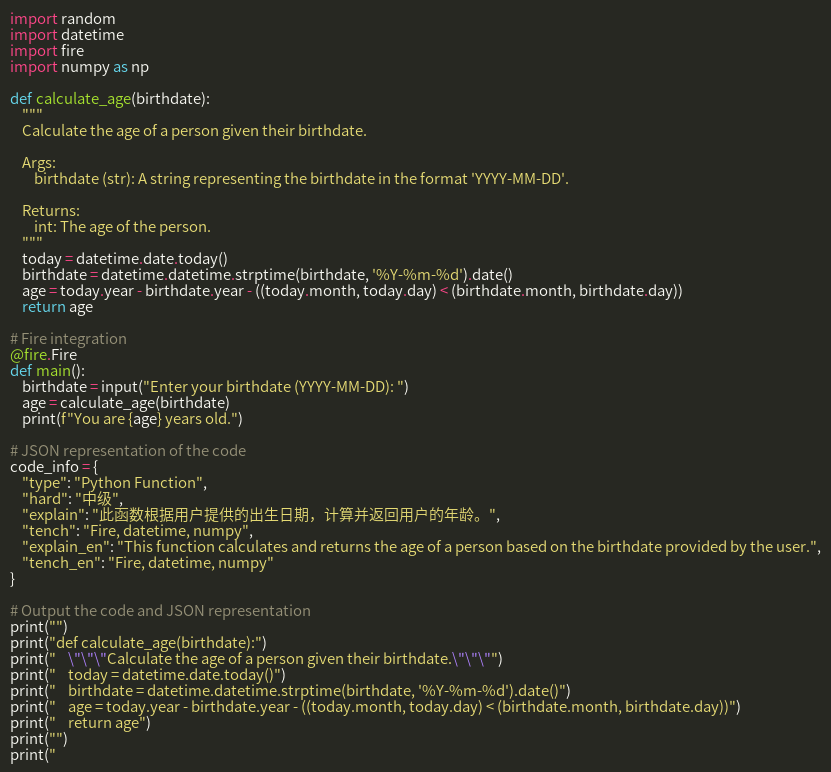 import random
import datetime
import fire
import numpy as np

def calculate_age(birthdate):
    """
    Calculate the age of a person given their birthdate.

    Args:
        birthdate (str): A string representing the birthdate in the format 'YYYY-MM-DD'.

    Returns:
        int: The age of the person.
    """
    today = datetime.date.today()
    birthdate = datetime.datetime.strptime(birthdate, '%Y-%m-%d').date()
    age = today.year - birthdate.year - ((today.month, today.day) < (birthdate.month, birthdate.day))
    return age

# Fire integration
@fire.Fire
def main():
    birthdate = input("Enter your birthdate (YYYY-MM-DD): ")
    age = calculate_age(birthdate)
    print(f"You are {age} years old.")

# JSON representation of the code
code_info = {
    "type": "Python Function",
    "hard": "中级",
    "explain": "此函数根据用户提供的出生日期，计算并返回用户的年龄。",
    "tench": "Fire, datetime, numpy",
    "explain_en": "This function calculates and returns the age of a person based on the birthdate provided by the user.",
    "tench_en": "Fire, datetime, numpy"
}

# Output the code and JSON representation
print("")
print("def calculate_age(birthdate):")
print("    \"\"\"Calculate the age of a person given their birthdate.\"\"\"")
print("    today = datetime.date.today()")
print("    birthdate = datetime.datetime.strptime(birthdate, '%Y-%m-%d').date()")
print("    age = today.year - birthdate.year - ((today.month, today.day) < (birthdate.month, birthdate.day))")
print("    return age")
print("")
print("